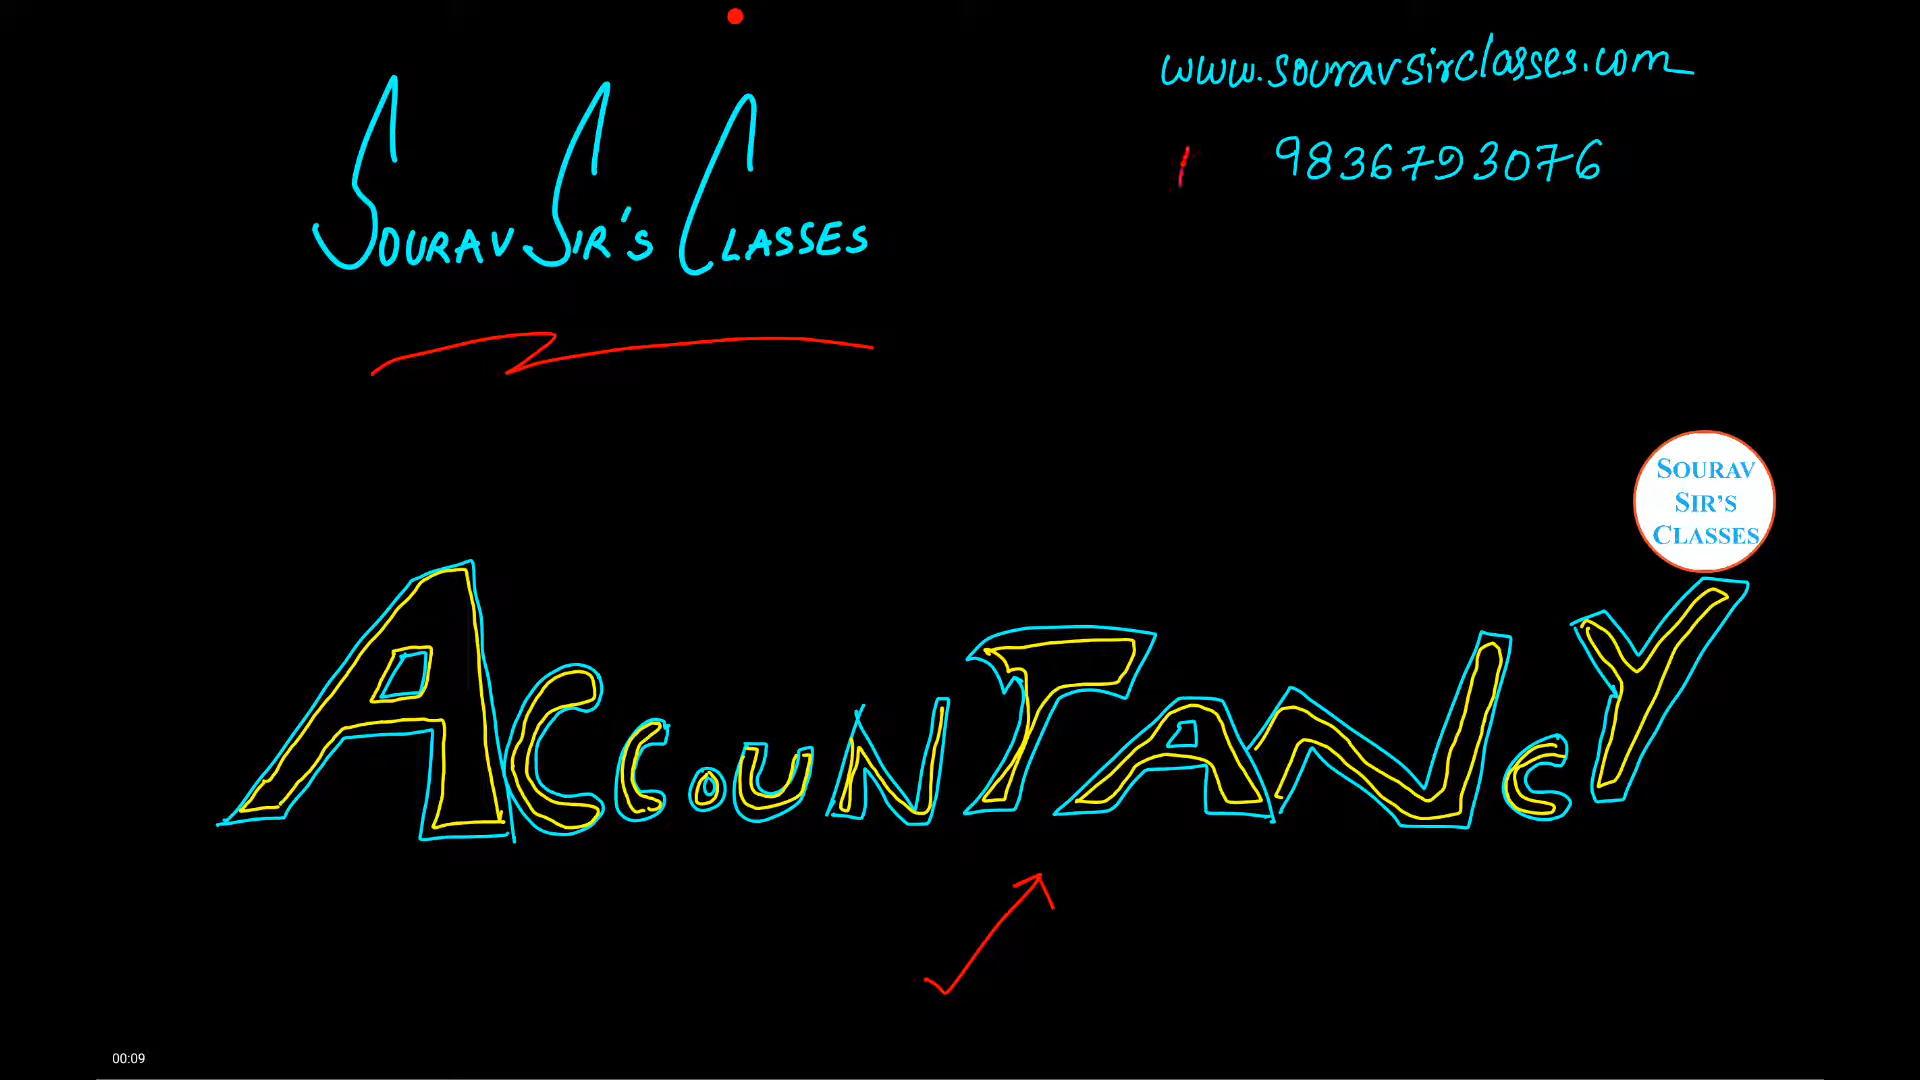 www.souravsirclasses.com
9836793076
SOURAV SIR'S CLASSES
SOURAV
SIR'S
CLASSES
ACCOUNTANCY
00:09